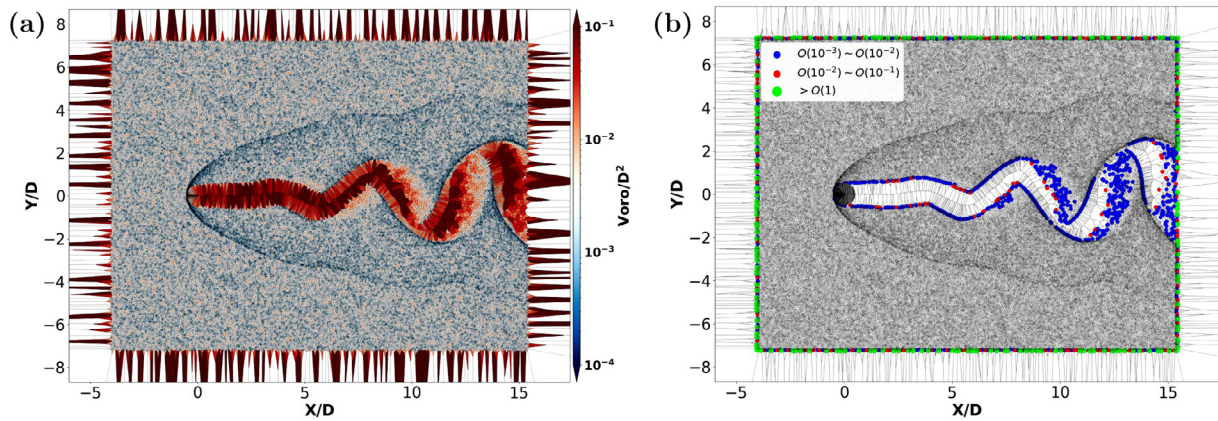 (a)
8
6
4
2
0
−2
−4
−6
−8
Y/D
−5 0 5 10 15
X/D
10⁻¹
10⁻²
10⁻³
10⁻⁴
Voro/D²
(b)
O(10⁻³) ~ O(10⁻²)
O(10⁻²) ~ O(10⁻¹)
> O(1)
8
6
4
2
0
−2
−4
−6
−8
Y/D
−5 0 5 10 15
X/D